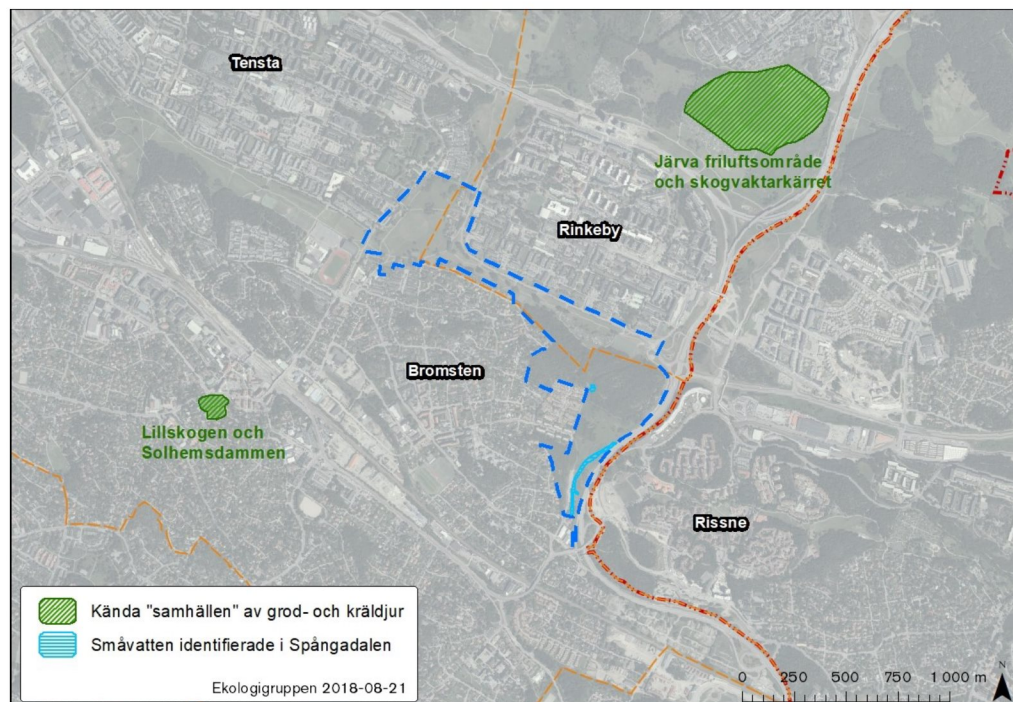 Tensta
Järva friluftsområde
och skogvaktarkärret
Rinkeby
Bromsten
Lillskogen och
Solhemsdammen
Rissne
Kända "samhällen" av grod- och kräldjur
Småvatten identifierade i Spångadalen
Ekologigruppen 2018-08-21
0 250 500 750 1 000 m
N